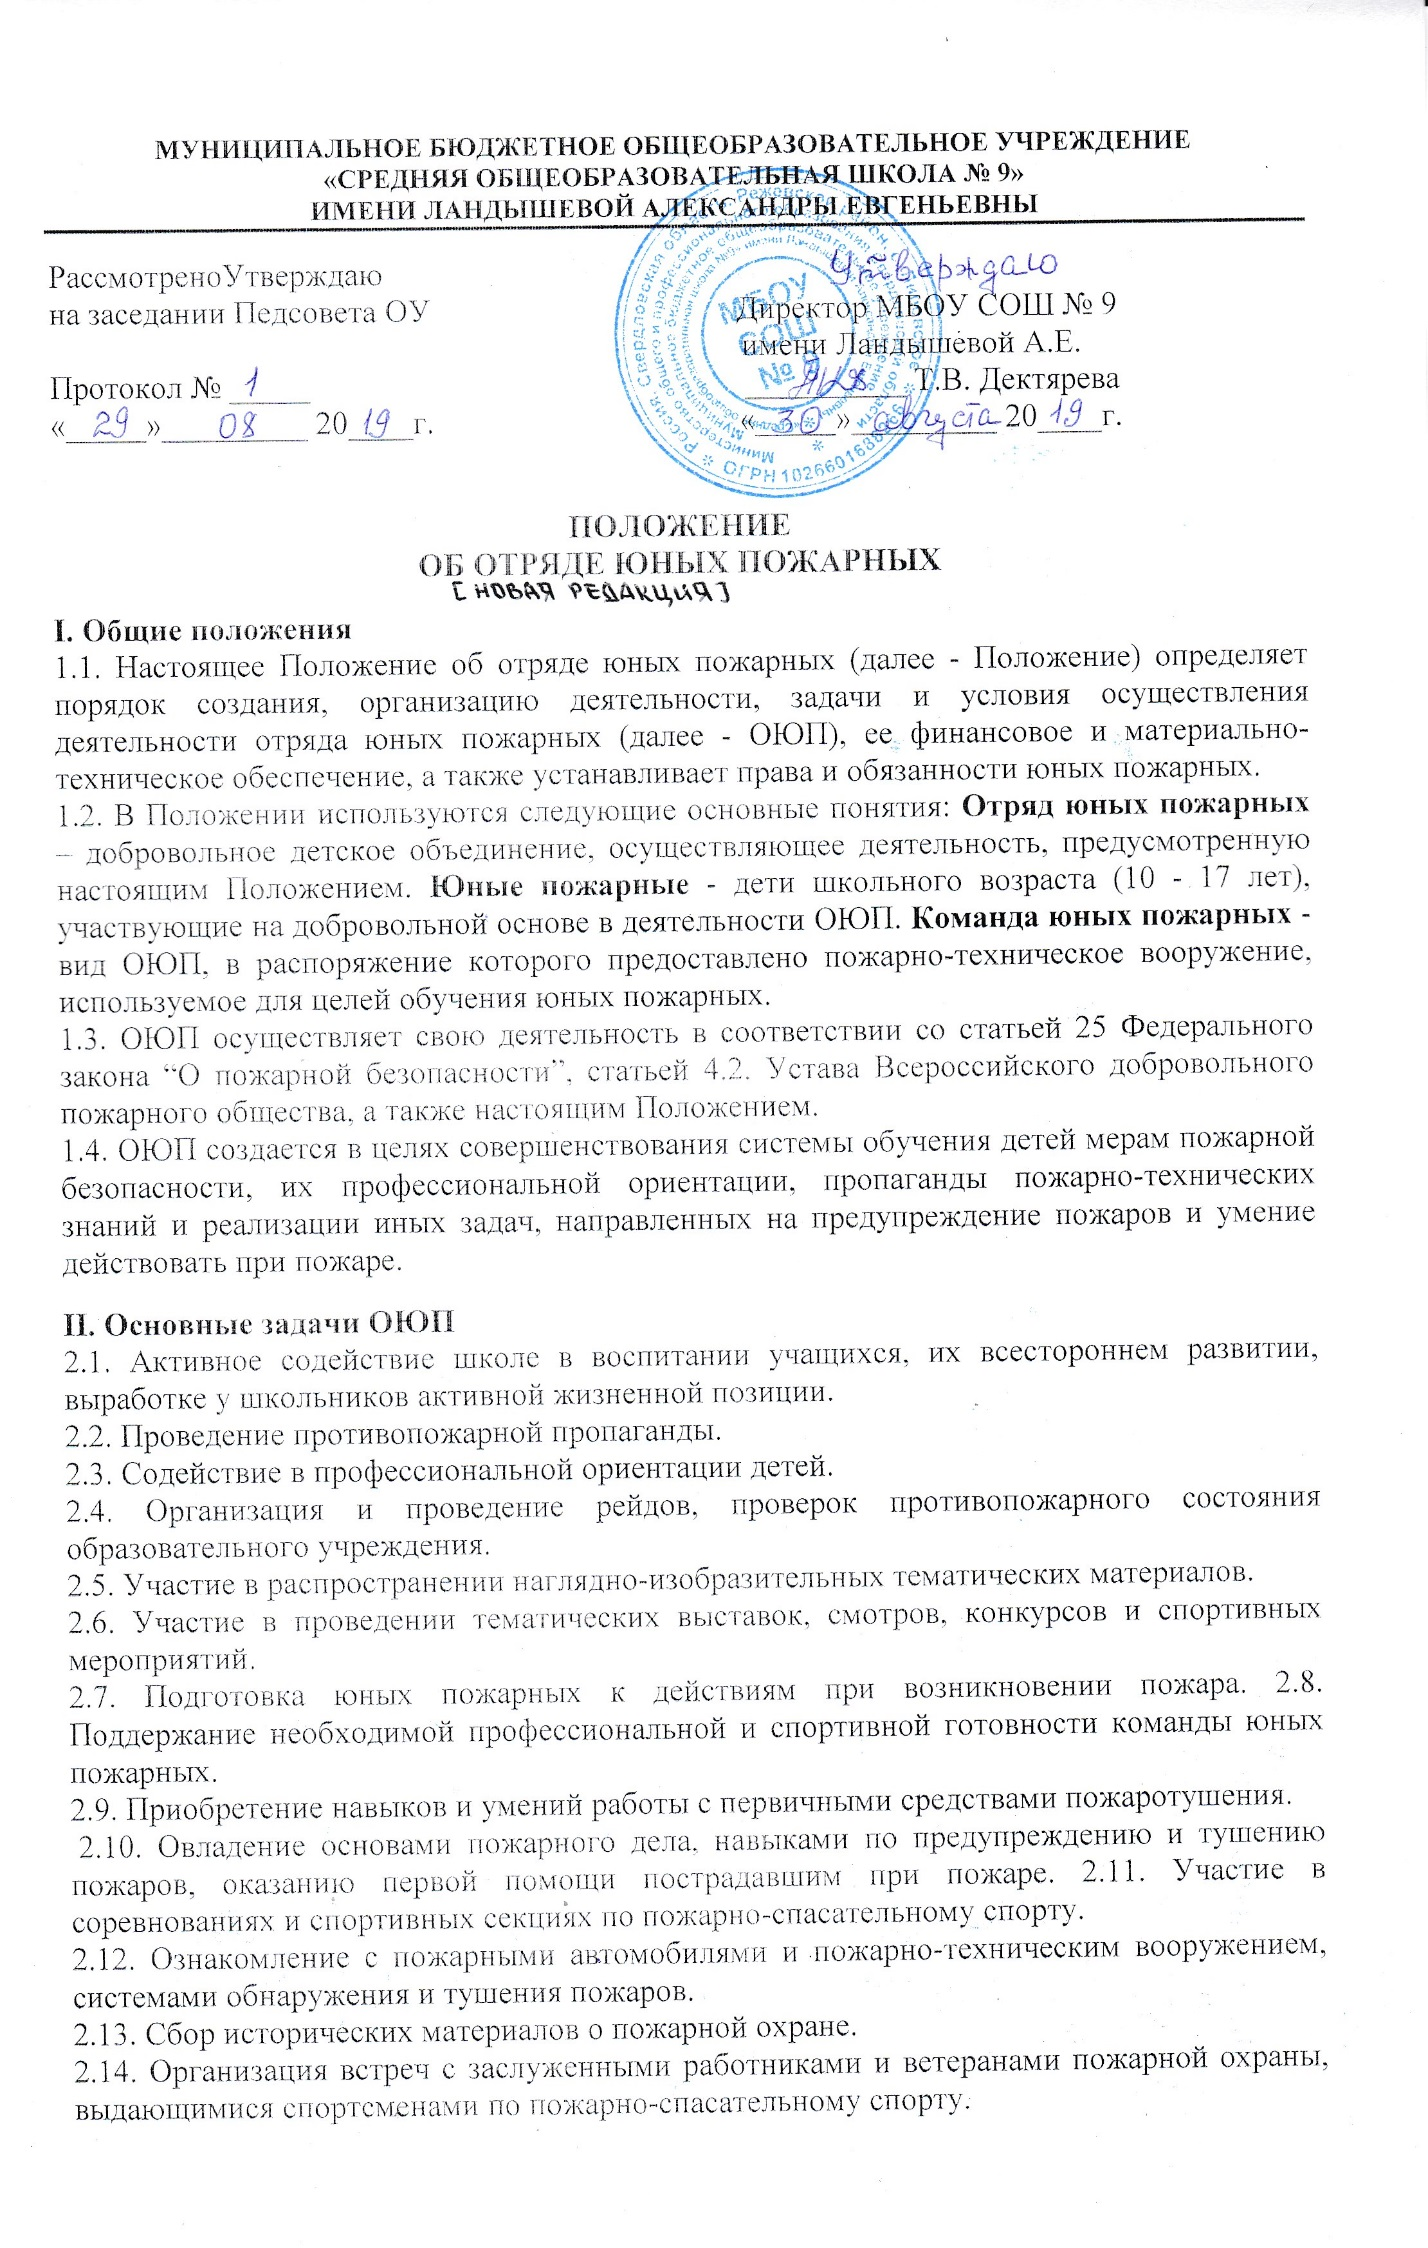 МУНИЦИПАЛЬНОЕ БЮДЖЕТНОЕ ОБЩЕОБРАЗОВАТЕЛЬНОЕ УЧРЕЖДЕНИЕ
«СРЕДНЯЯ ОБЩЕОБРАЗОВАТЕЛЬНАЯ ШКОЛА № 9»
ИМЕНИ ЛАНДЫШЕВОЙ АЛЕКСАНДРЫ ЕВГЕНЬЕВНЫ
РассмотреноУтверждаю
на заседании Педсовета ОУ
Протокол № 1
«29» 08 2019 г.
Утверждаю
Директор МБОУ СОШ № 9
имени Ландышевой А.Е.
Т.В. Дектярева
«30» августа 2019 г.
МБОУ
СОШ
№ 9
ПОЛОЖЕНИЕ
ОБ ОТРЯДЕ ЮНЫХ ПОЖАРНЫХ
[НОВАЯ РЕДАКЦИЯ]
I. Общие положения
1.1. Настоящее Положение об отряде юных пожарных (далее - Положение) определяет
порядок создания, организацию деятельности, задачи и условия осуществления
деятельности отряда юных пожарных (далее - ОЮП), ее финансовое и материально-
техническое обеспечение, а также устанавливает права и обязанности юных пожарных.
1.2. В Положении используются следующие основные понятия: Отряд юных пожарных
– добровольное детское объединение, осуществляющее деятельность, предусмотренную
настоящим Положением. Юные пожарные - дети школьного возраста (10 - 17 лет),
участвующие на добровольной основе в деятельности ОЮП. Команда юных пожарных -
вид ОЮП, в распоряжение которого предоставлено пожарно-техническое вооружение,
используемое для целей обучения юных пожарных.
1.3. ОЮП осуществляет свою деятельность в соответствии со статьей 25 Федерального
закона “О пожарной безопасности”, статьей 4.2. Устава Всероссийского добровольного
пожарного общества, а также настоящим Положением.
1.4. ОЮП создается в целях совершенствования системы обучения детей мерам пожарной
безопасности, их профессиональной ориентации, пропаганды пожарно-технических
знаний и реализации иных задач, направленных на предупреждение пожаров и умение
действовать при пожаре.
II. Основные задачи ОЮП
2.1. Активное содействие школе в воспитании учащихся, их всестороннем развитии,
выработке у школьников активной жизненной позиции.
2.2. Проведение противопожарной пропаганды.
2.3. Содействие в профессиональной ориентации детей.
2.4. Организация и проведение рейдов, проверок противопожарного состояния
образовательного учреждения.
2.5. Участие в распространении наглядно-изобразительных тематических материалов.
2.6. Участие в проведении тематических выставок, смотров, конкурсов и спортивных
мероприятий.
2.7. Подготовка юных пожарных к действиям при возникновении пожара. 2.8.
Поддержание необходимой профессиональной и спортивной готовности команды юных
пожарных.
2.9. Приобретение навыков и умений работы с первичными средствами пожаротушения.
2.10. Овладение основами пожарного дела, навыками по предупреждению и тушению
пожаров, оказанию первой помощи пострадавшим при пожаре. 2.11. Участие в
соревнованиях и спортивных секциях по пожарно-спасательному спорту.
2.12. Ознакомление с пожарными автомобилями и пожарно-техническим вооружением,
системами обнаружения и тушения пожаров.
2.13. Сбор исторических материалов о пожарной охране.
2.14. Организация встреч с заслуженными работниками и ветеранами пожарной охраны,
выдающимися спортсменами по пожарно-спасательному спорту.